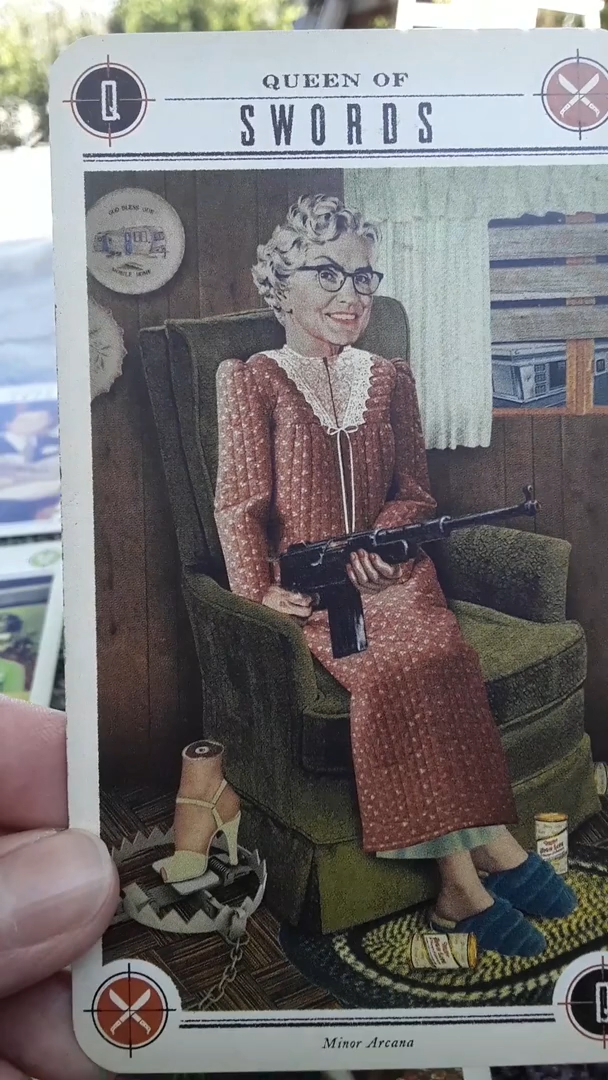 Q
QUEEN OF
SWORDS
GOD BLESS OUR
MOBILE HOME
Q
Minor Arcana